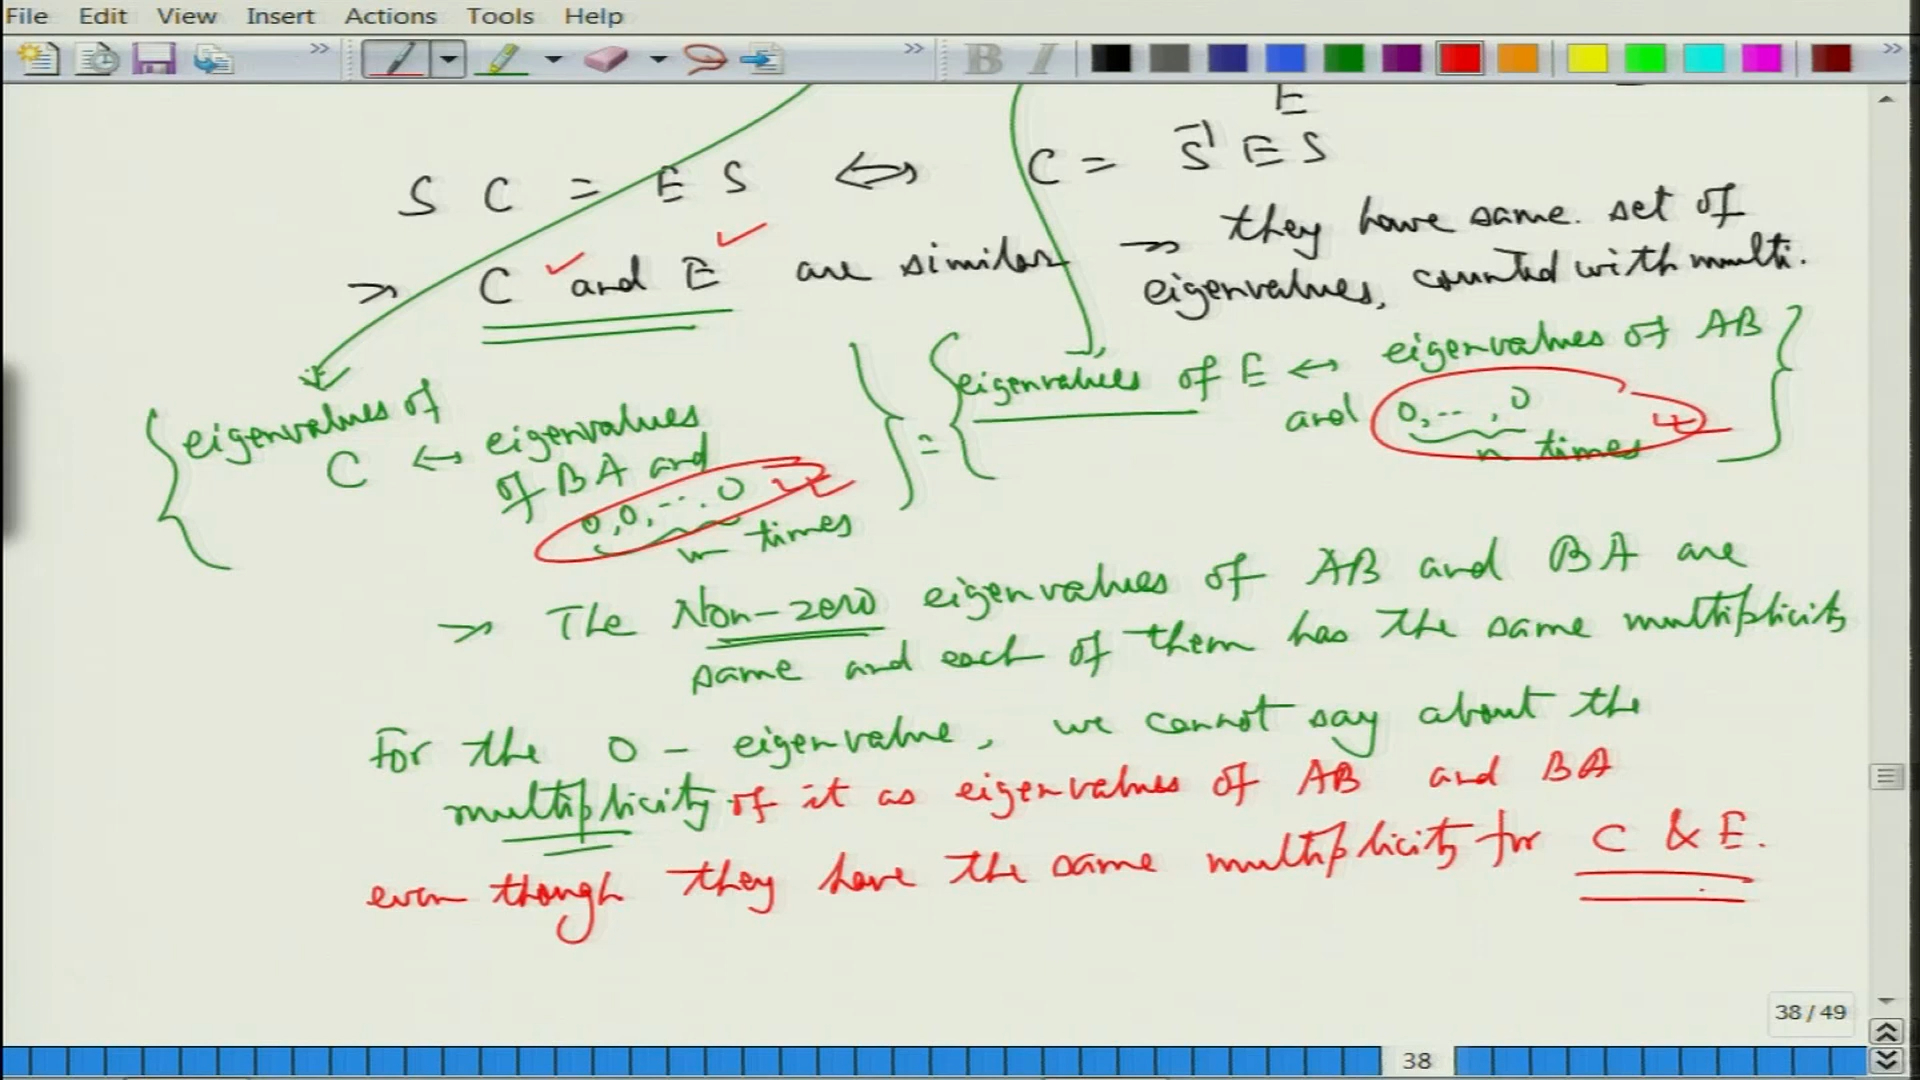 File Edit View Insert Actions Tools Help
B I
E
S C = E S ⟺ C = S⁻¹ E S
⇒ C and E are similar ⇒ they have same. set of
eigenvalues, counted with multi.
{eigenvalues of
C ↔ eigenvalues
of BA and
0,0,...0
m times
} = {eigenvalues of E ↔ eigenvalues of AB
and 0,...,0
n times }
⇒ The Non-zero eigenvalues of AB and BA are
same and each of them has the same multiplicity
For the 0 - eigenvalue, we cannot say about the
multiplicity of it as eigenvalues of AB and BA
even though they have the same multiplicity for C & E.
38 / 49
38